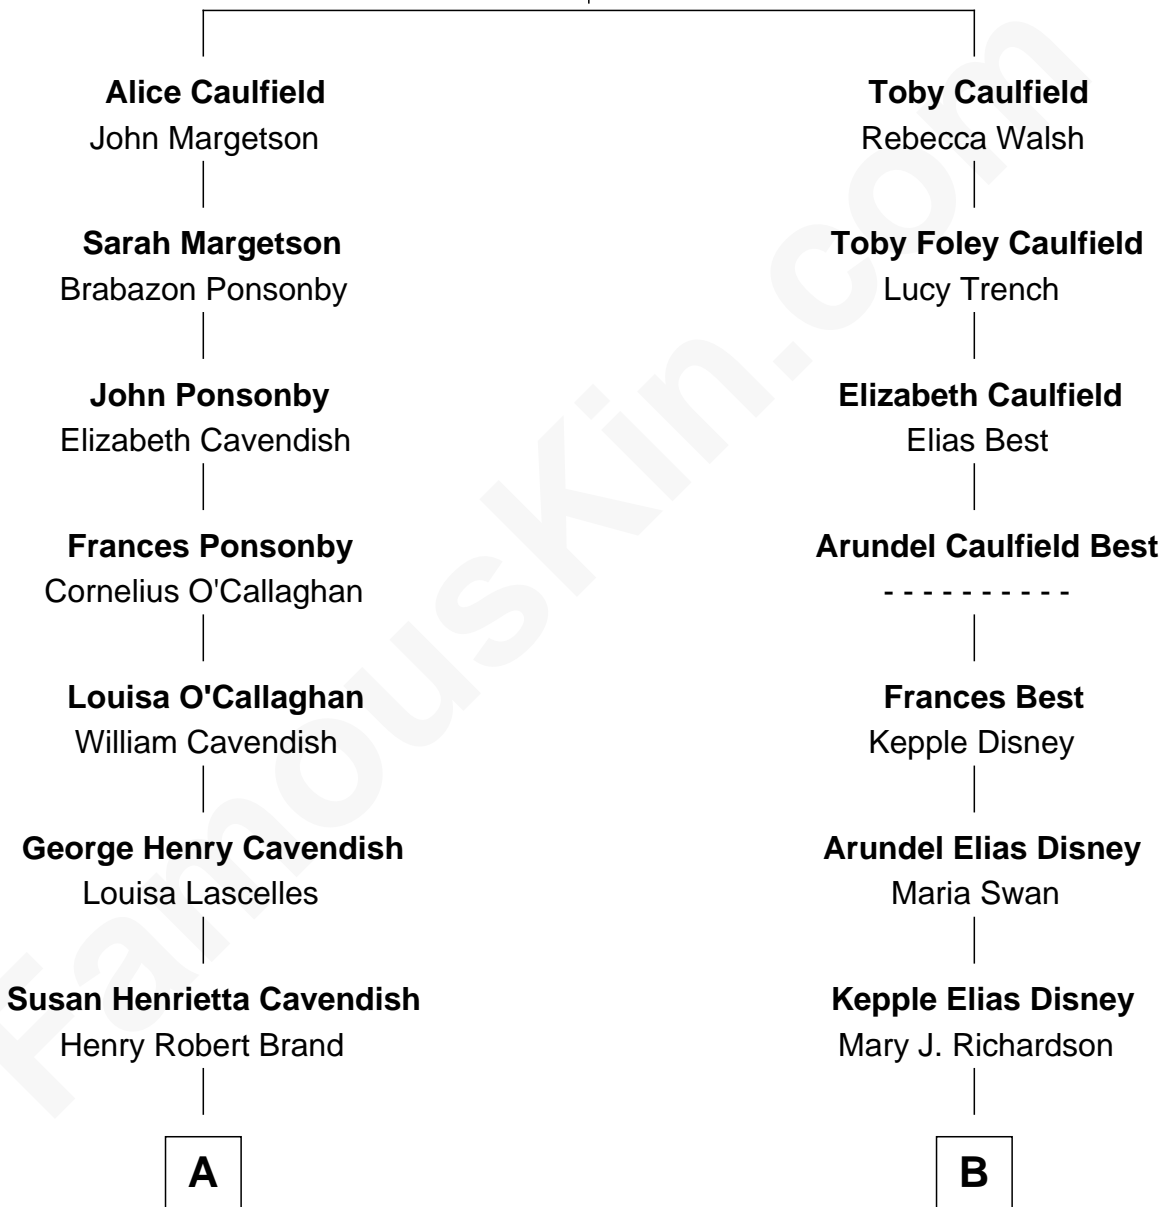 Alice Caulfield
John Margetson
Sarah Margetson
Brabazon Ponsonby
John Ponsonby
Elizabeth Cavendish
Frances Ponsonby
Cornelius O'Callaghan
Louisa O'Callaghan
William Cavendish
George Henry Cavendish
Louisa Lascelles
Susan Henrietta Cavendish
Henry Robert Brand
A
Toby Caulfield
Rebecca Walsh
Toby Foley Caulfield
Lucy Trench
Elizabeth Caulfield
Elias Best
Arundel Caulfield Best
- - - - - - - - - -
Frances Best
Kepple Disney
Arundel Elias Disney
Maria Swan
Kepple Elias Disney
Mary J. Richardson
B
FamousKin.com